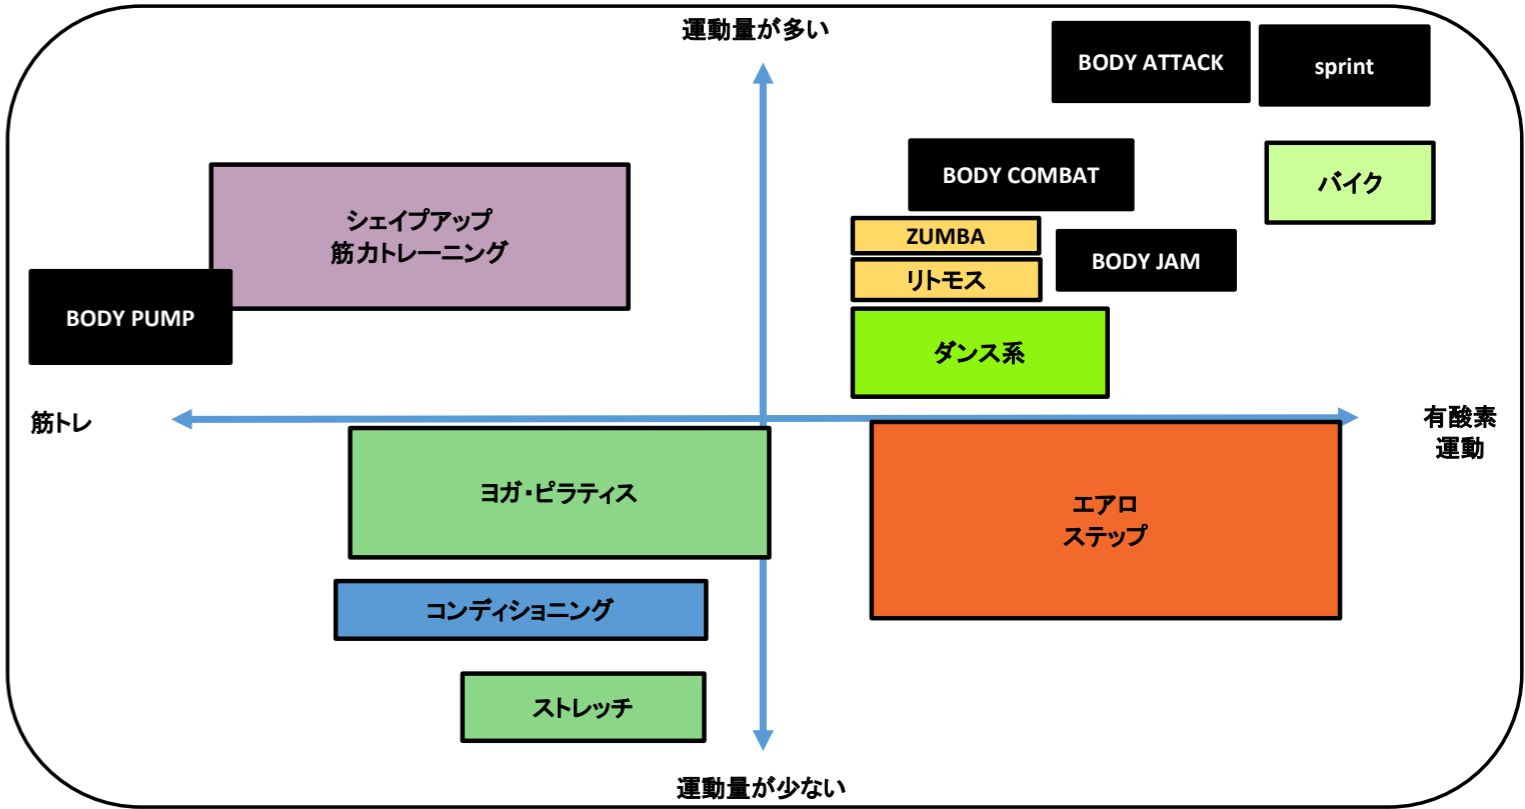 運動量が多い
BODY ATTACK
sprint
BODY COMBAT
バイク
シェイプアップ
筋力トレーニング
ZUMBA
リトモス
BODY JAM
BODY PUMP
ダンス系
筋トレ
有酸素
運動
ヨガ・ピラティス
エアロ
ステップ
コンディショニング
ストレッチ
運動量が少ない